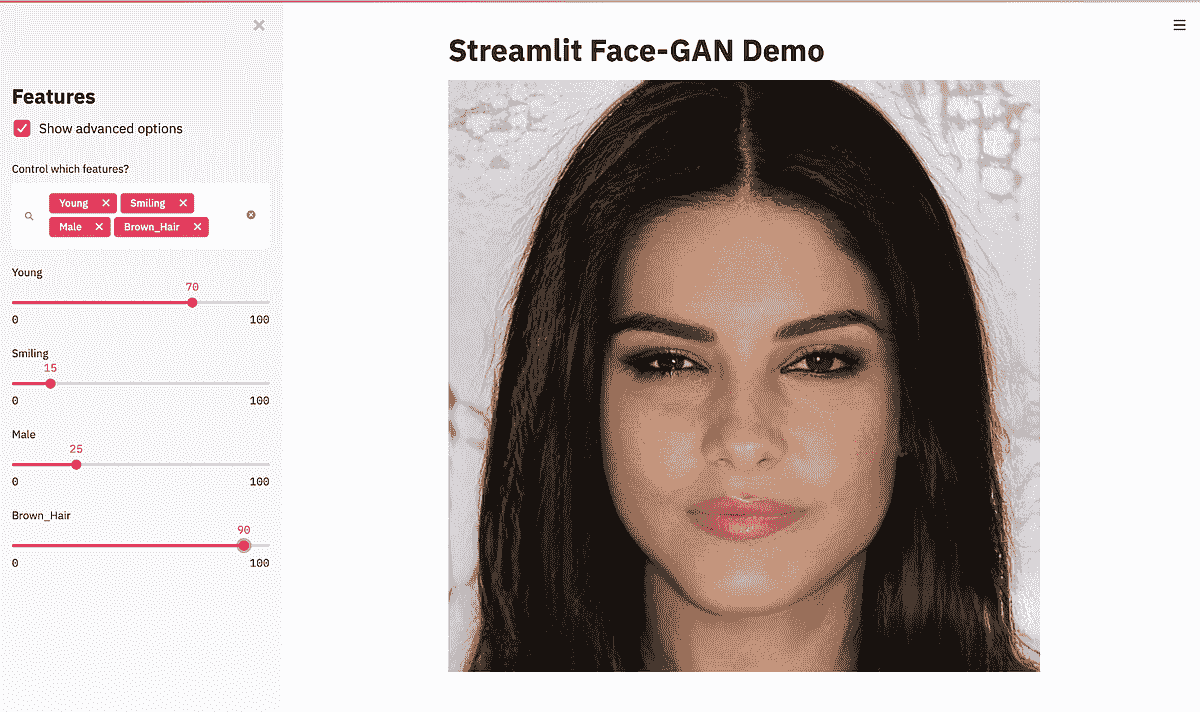 Streamlit Face-GAN Demo
Features
Show advanced options
Control which features?
Young Smiling
Male Brown_Hair
Young
70
0 100
Smiling
15
0 100
Male
25
0 100
Brown_Hair
90
0 100